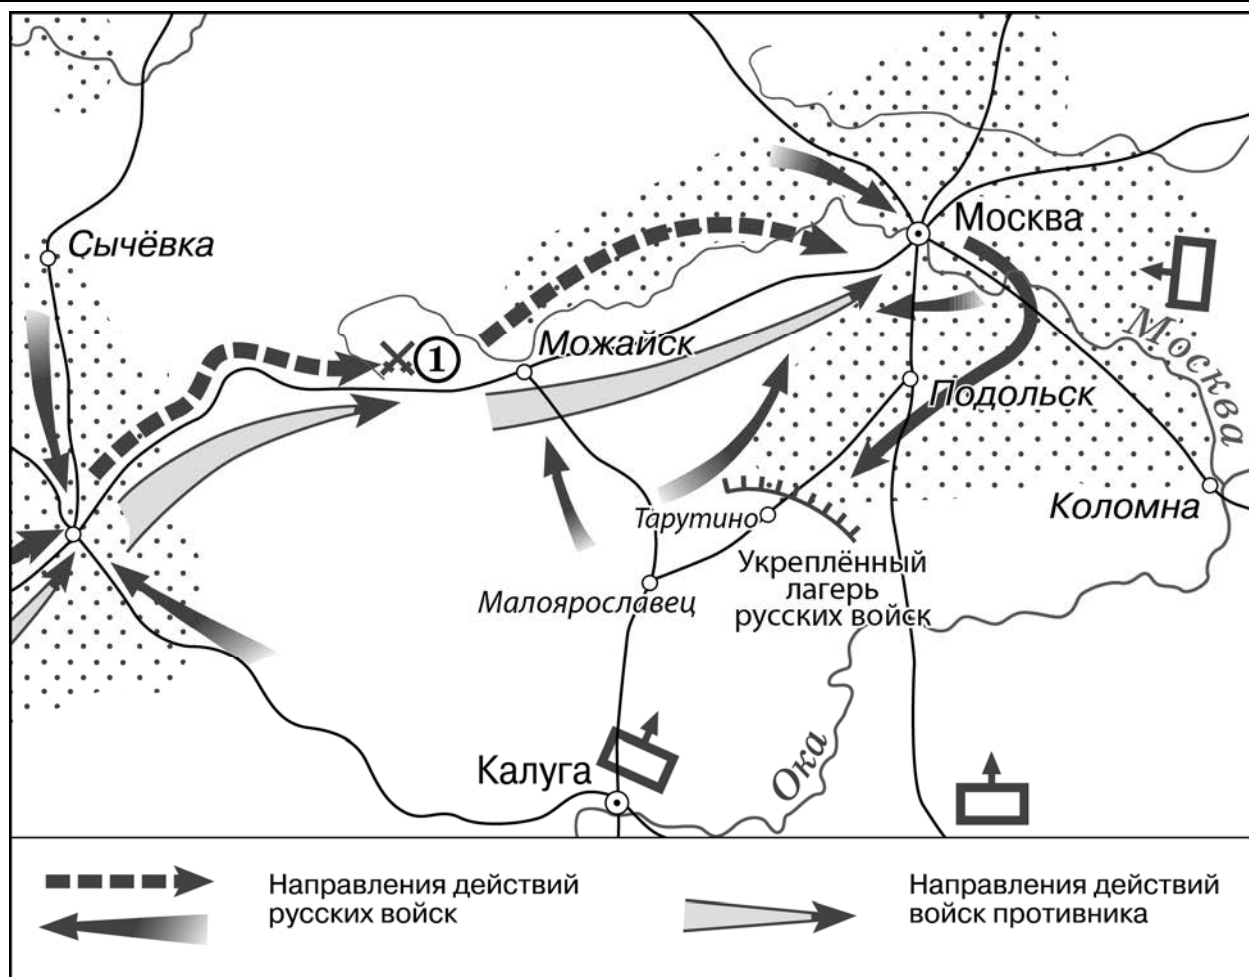 Москва
Сычёвка
Москва
1
Можайск
Подольск
Коломна
Тарутино
Укреплённый
лагерь
русских войск
Малоярославец
Ока
Калуга
Направления действий
русских войск
Направления действий
войск противника